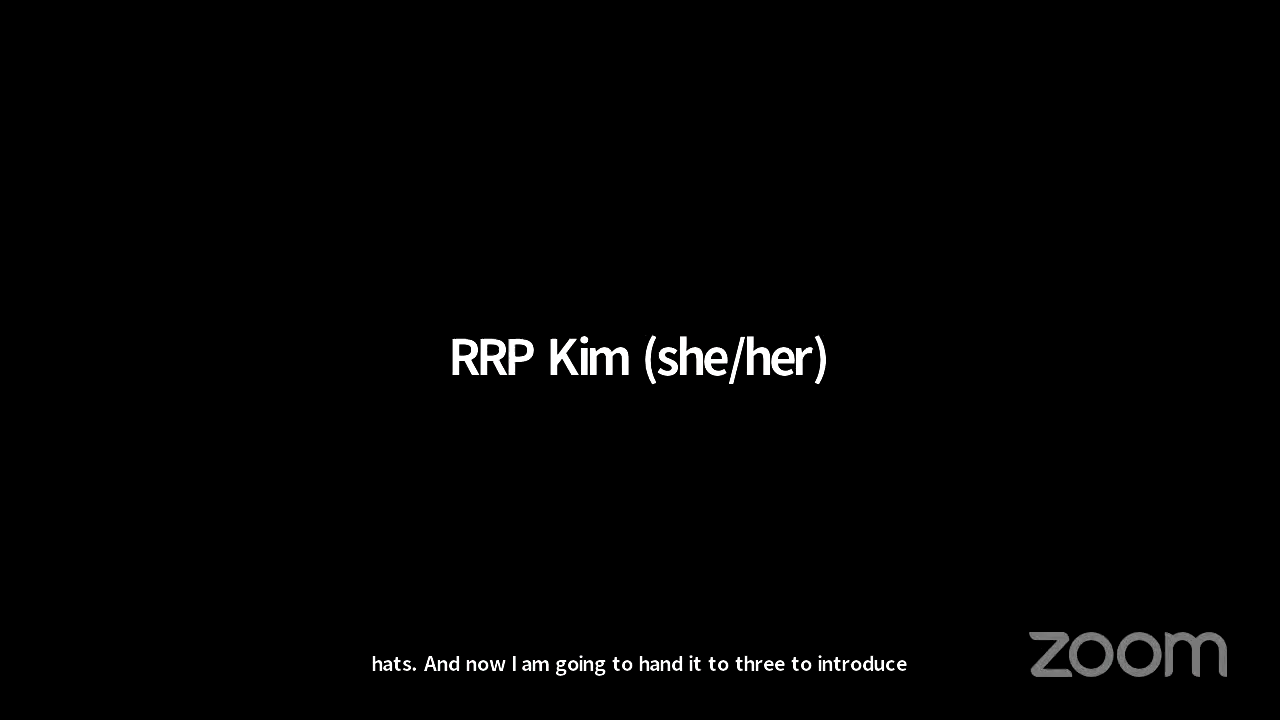 RRP Kim (she/her)
hats. And now I am going to hand it to three to introduce
zoom